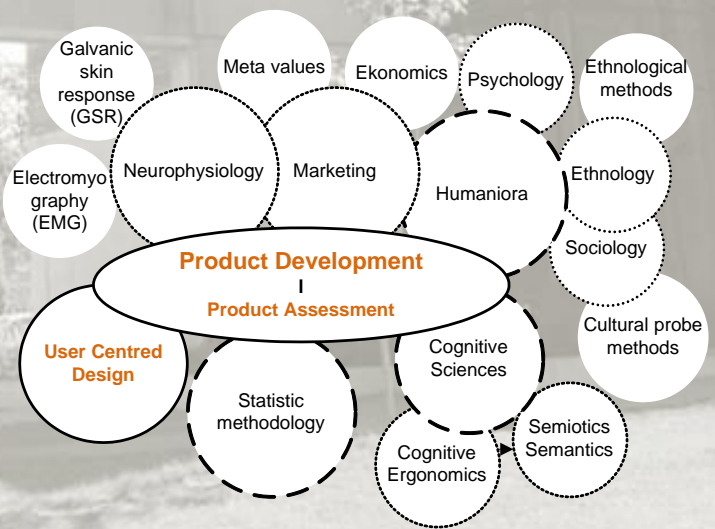 Galvanic
skin
response
(GSR)
Meta values
Ekonomics
Psychology
Ethnological
methods
Electromyo
graphy
(EMG)
Neurophysiology
Marketing
Humaniora
Ethnology
Sociology
Product Development
I
Product Assessment
Cultural probe
methods
User Centred
Design
Statistic
methodology
Cognitive
Sciences
Cognitive
Ergonomics
Semiotics
Semantics